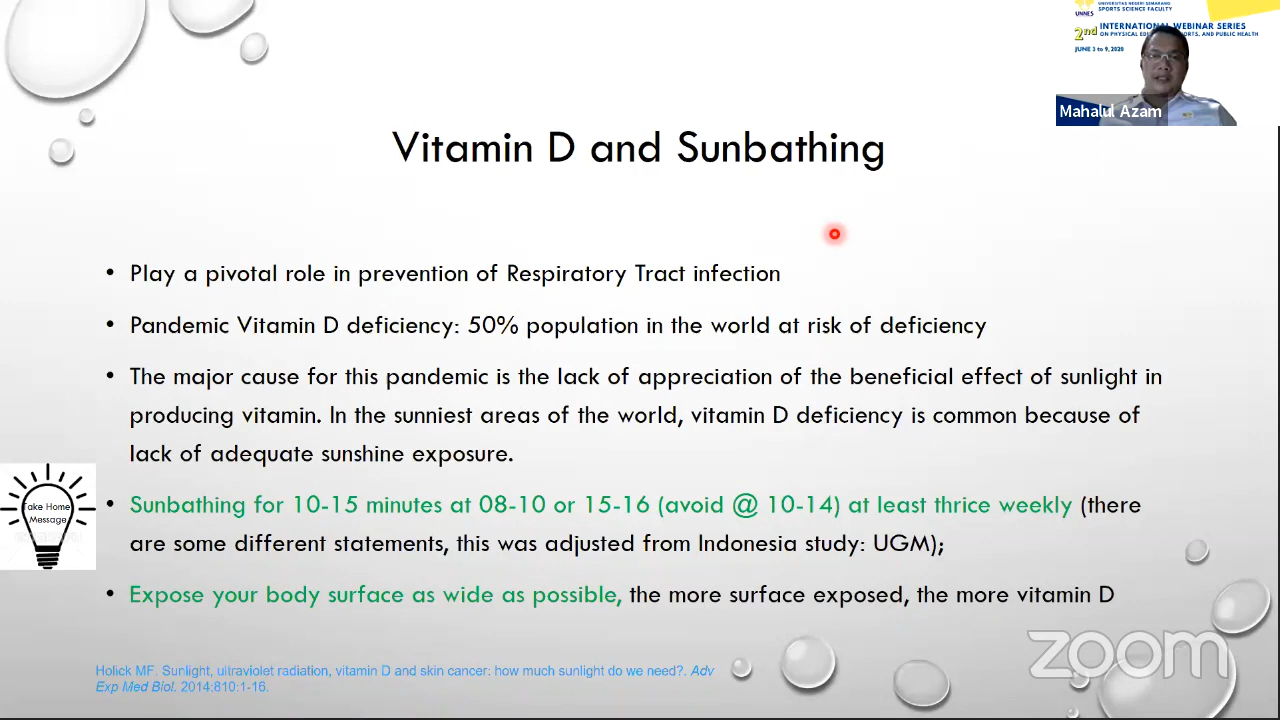 UNIVERSITAS NEGERI SEMARANG
SPORTS SCIENCE FACULTY
UNNES
2nd INTERNATIONAL WEBINAR SERIES
ON PHYSICAL PORTS, AND PUBLIC HEALTH
JUNE 3 to 9, 2020
Mahalul Azam
Vitamin D and Sunbathing
• Play a pivotal role in prevention of Respiratory Tract infection
• Pandemic Vitamin D deficiency: 50% population in the world at risk of deficiency
• The major cause for this pandemic is the lack of appreciation of the beneficial effect of sunlight in
producing vitamin. In the sunniest areas of the world, vitamin D deficiency is common because of
lack of adequate sunshine exposure.
Take Home
Message
• Sunbathing for 10-15 minutes at 08-10 or 15-16 (avoid @ 10-14) at least thrice weekly (there
are some different statements, this was adjusted from Indonesia study: UGM);
• Expose your body surface as wide as possible, the more surface exposed, the more vitamin D
zoom
Holick MF. Sunlight, ultraviolet radiation, vitamin D and skin cancer: how much sunlight do we need?. Adv
Exp Med Biol. 2014;810:1-16.